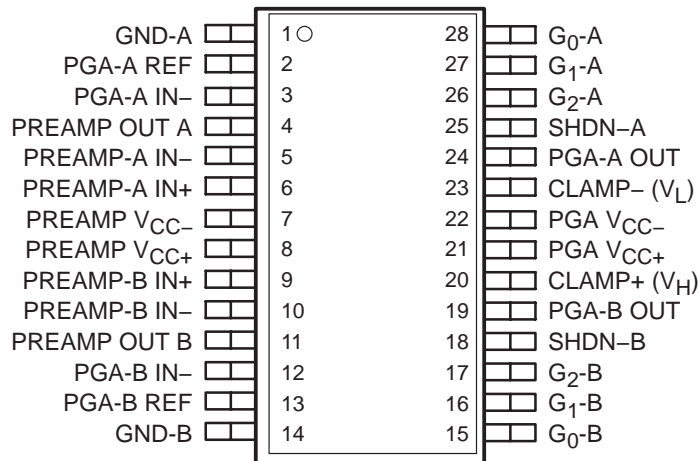 GND-A 1 28 G0-A
PGA-A REF 2 27 G1-A
PGA-A IN− 3 26 G2-A
PREAMP OUT A 4 25 SHDN−A
PREAMP-A IN− 5 24 PGA-A OUT
PREAMP-A IN+ 6 23 CLAMP− (VL)
PREAMP VCC− 7 22 PGA VCC−
PREAMP VCC+ 8 21 PGA VCC+
PREAMP-B IN+ 9 20 CLAMP+ (VH)
PREAMP-B IN− 10 19 PGA-B OUT
PREAMP OUT B 11 18 SHDN−B
PGA-B IN− 12 17 G2-B
PGA-B REF 13 16 G1-B
GND-B 14 15 G0-B